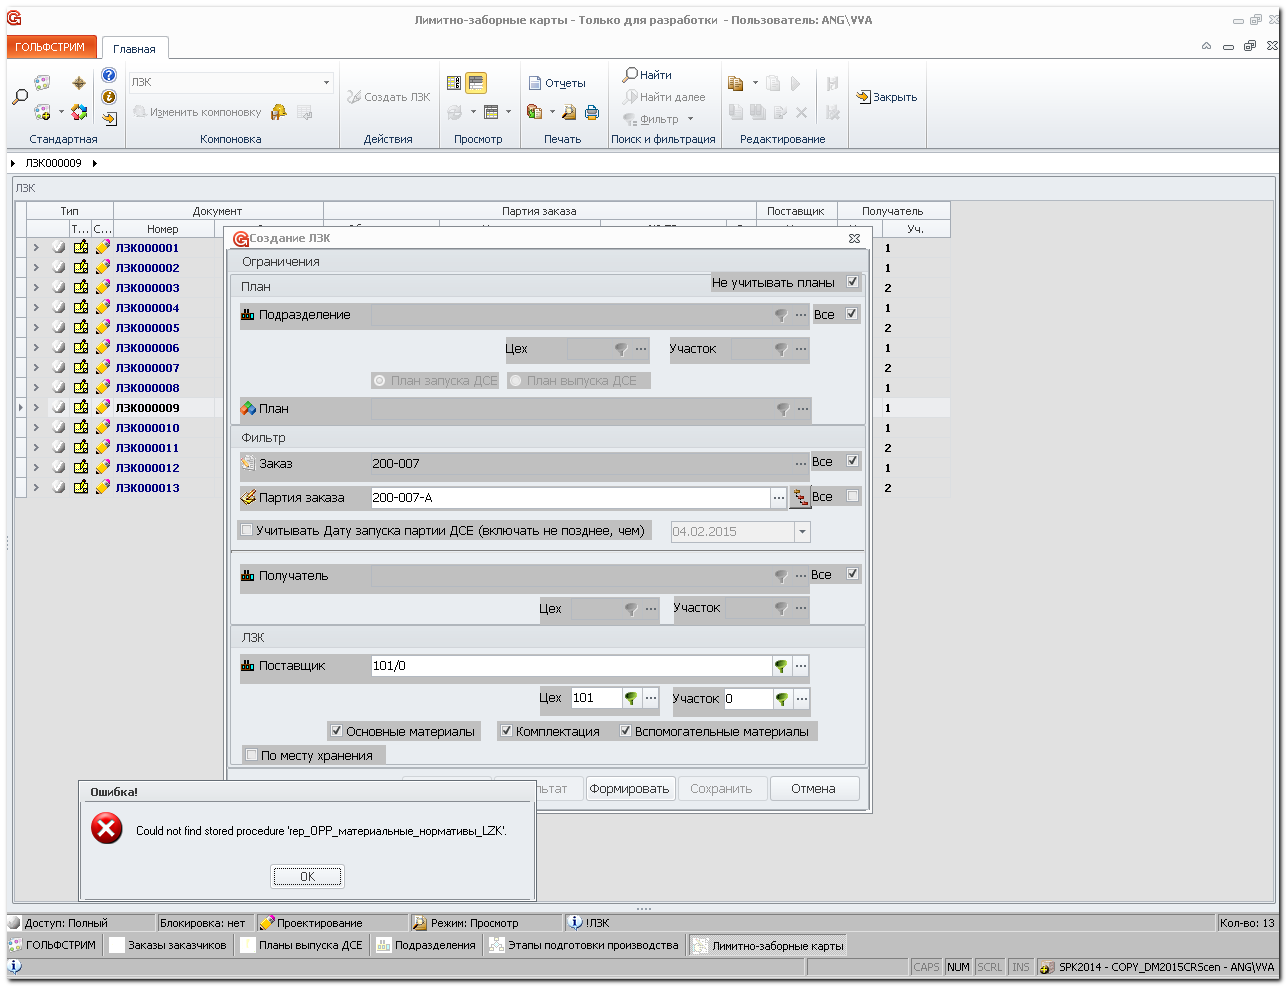 Лимитно-заборные карты - Только для разработки - Пользователь: ANG\VVA
ГОЛЬФСТРИМ
Главная
ЛЗК
Изменить компоновку
Создать ЛЗК
Отчеты
Найти
Найти далее
Фильтр
Закрыть
Стандартная
Компоновка
Действия
Просмотр
Печать
Поиск и фильтрация
Редактирование
ЛЗК000009
ЛЗК
Тип
Документ
Партия заказа
Поставщик
Получатель
Т...
С...
Номер
Уч.
ЛЗК000001 1
ЛЗК000002 1
ЛЗК000003 2
ЛЗК000004 1
ЛЗК000005 2
ЛЗК000006 1
ЛЗК000007 2
ЛЗК000008 1
ЛЗК000009 1
ЛЗК000010 1
ЛЗК000011 2
ЛЗК000012 1
ЛЗК000013 2
Создание ЛЗК
Ограничения
План
Не учитывать планы
Подразделение
Все
Цех
Участок
План запуска ДСЕ
План выпуска ДСЕ
План
Фильтр
Заказ
200-007
Все
Партия заказа
200-007-А
Все
Учитывать Дату запуска партии ДСЕ (включать не позднее, чем)
04.02.2015
Получатель
Все
Цех
Участок
ЛЗК
Поставщик
101/0
Цех
101
Участок
0
Основные материалы
Комплектация
Вспомогательные материалы
По месту хранения
льтат
Формировать
Сохранить
Отмена
Ошибка!
Could not find stored procedure 'rep_OPP_материальные_нормативы_LZK'.
OK
Доступ: Полный
Блокировка: нет
Проектирование
Режим: Просмотр
!ЛЗК
Кол-во: 13
ГОЛЬФСТРИМ
Заказы заказчиков
Планы выпуска ДСЕ
Подразделения
Этапы подготовки производства
Лимитно-заборные карты
CAPS
NUM
SCRL
INS
SPK2014 - COPY_DM2015CRScen - ANG\VVA